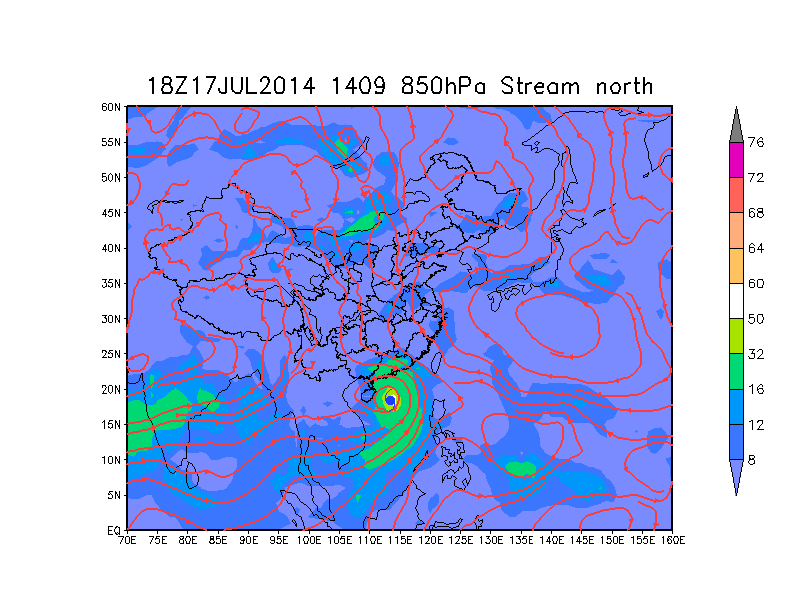 18Z17JUL2014 1409 850hPa Stream north
60N
55N
50N
45N
40N
35N
30N
25N
20N
15N
10N
5N
EQ
70E 75E 80E 85E 90E 95E 100E 105E 110E 115E 120E 125E 130E 135E 140E 145E 150E 155E 160E
76
72
68
64
60
50
32
16
12
8